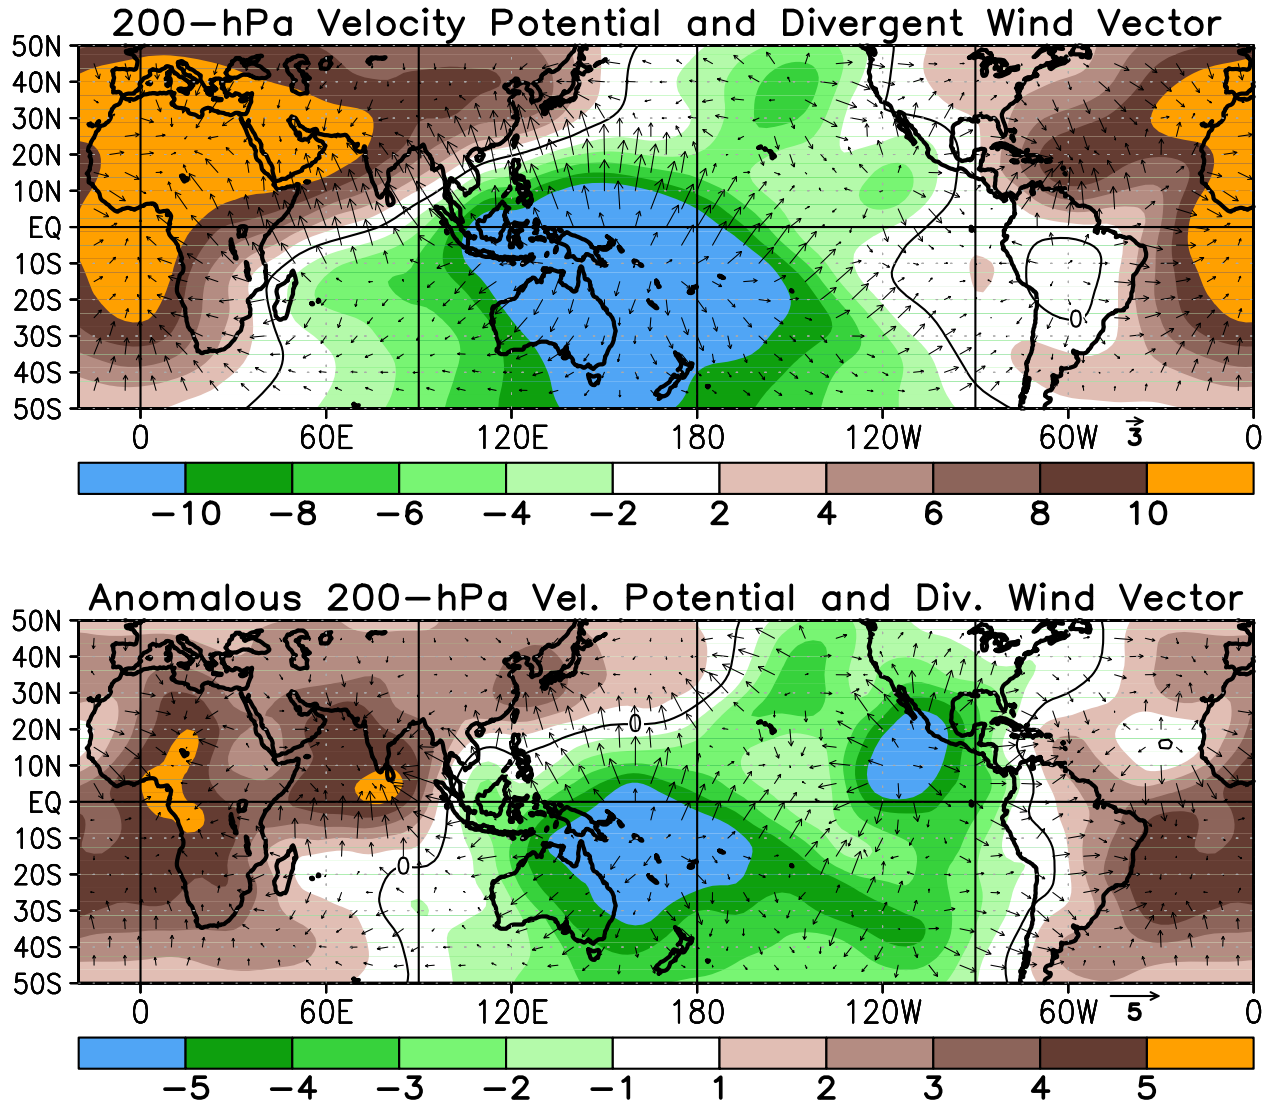 200-hPa Velocity Potential and Divergent Wind Vector
50N
40N
30N
20N
10N
EQ
10S
20S
30S
40S
50S
0
0 60E 120E 180 120W 60W 0
3
-10 -8 -6 -4 -2 2 4 6 8 10
Anomalous 200-hPa Vel. Potential and Div. Wind Vector
50N
40N
30N
20N
10N
EQ
10S
20S
30S
40S
50S
0
0
0 60E 120E 180 120W 60W 0
5
-5 -4 -3 -2 -1 1 2 3 4 5